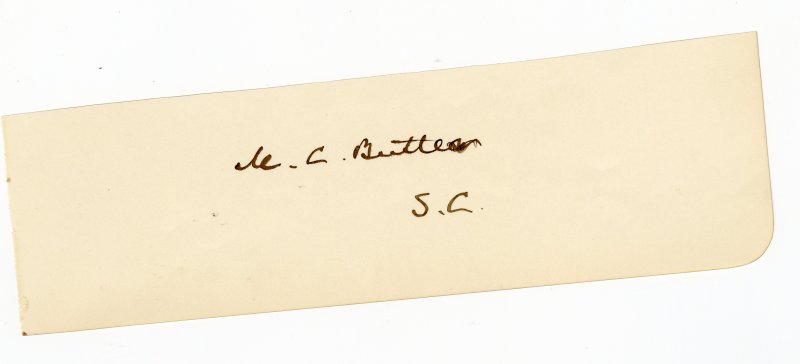 M. C. Butler
S. C.